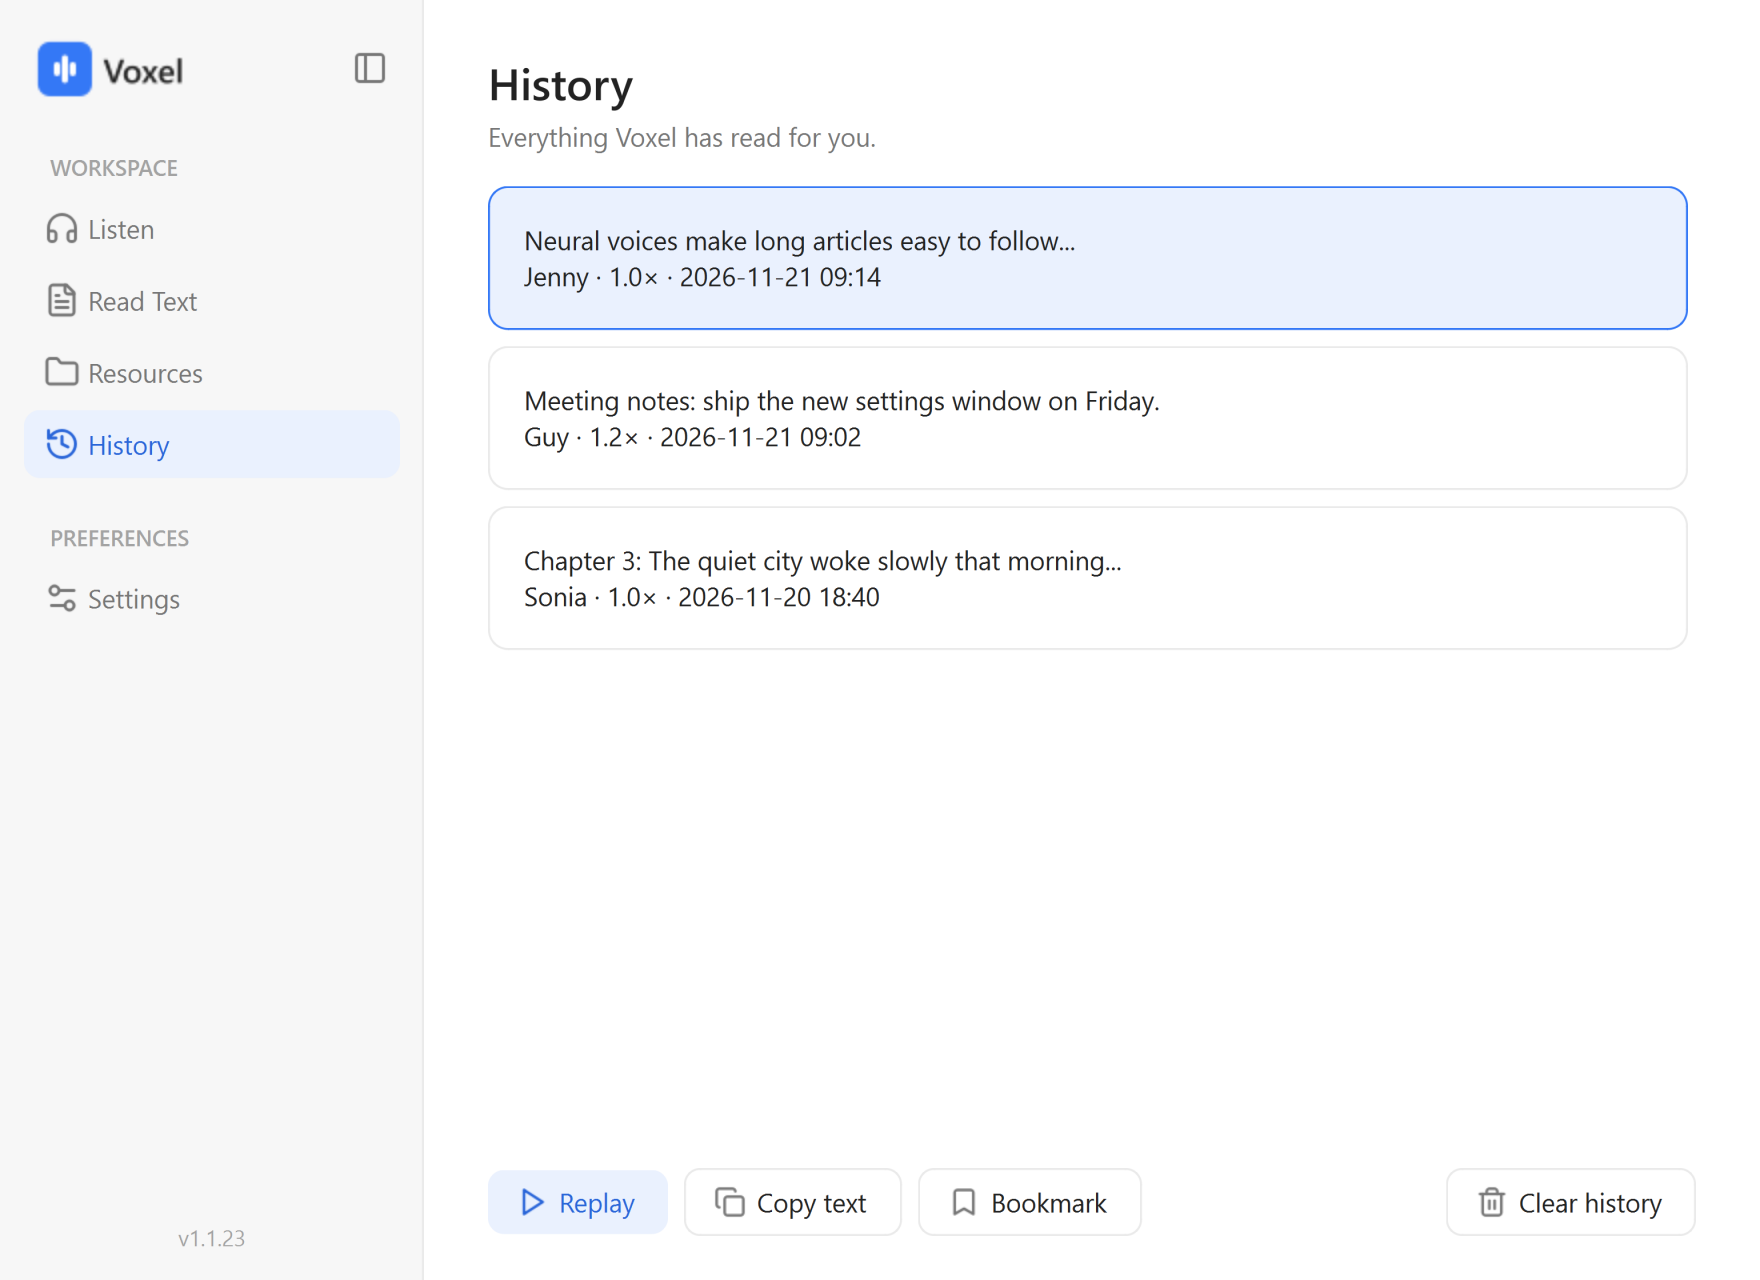 Voxel
WORKSPACE
Listen
Read Text
Resources
History
PREFERENCES
Settings
v1.1.23
History
Everything Voxel has read for you.
Neural voices make long articles easy to follow...
Jenny · 1.0× · 2026-11-21 09:14
Meeting notes: ship the new settings window on Friday.
Guy · 1.2× · 2026-11-21 09:02
Chapter 3: The quiet city woke slowly that morning...
Sonia · 1.0× · 2026-11-20 18:40
Replay
Copy text
Bookmark
Clear history